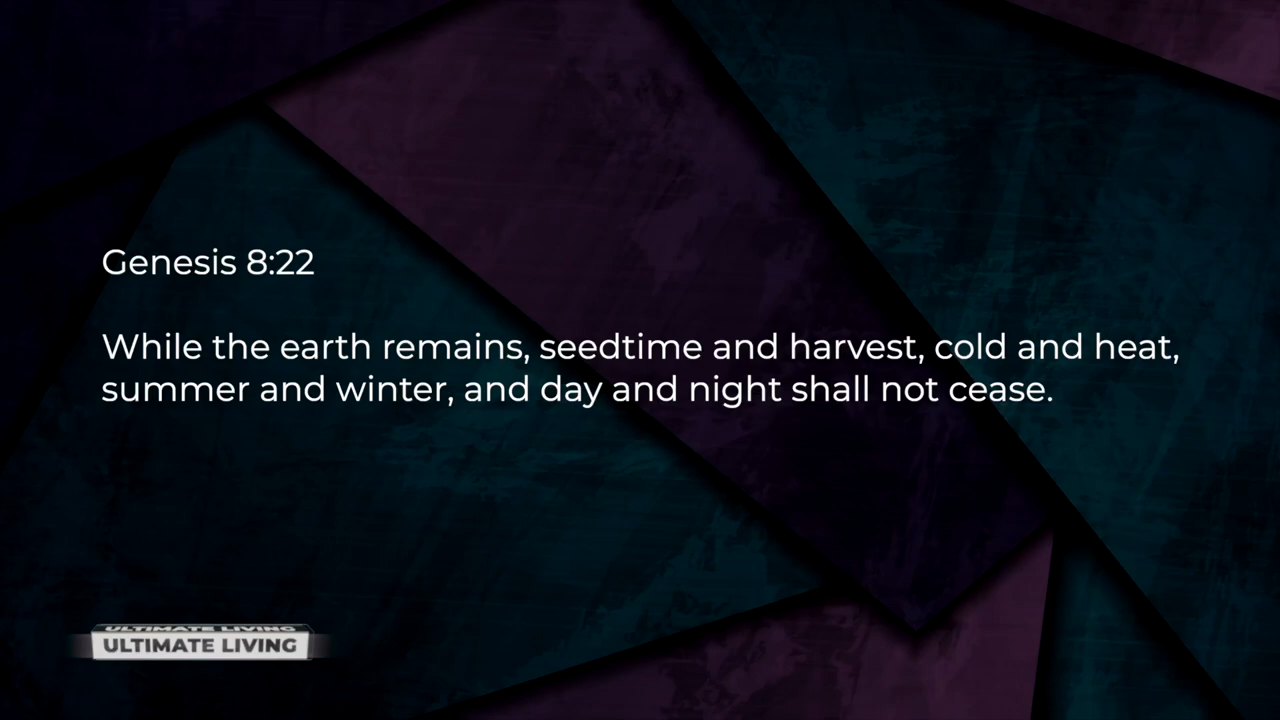 Genesis 8:22
While the earth remains, seedtime and harvest, cold and heat,
summer and winter, and day and night shall not cease.
ULTIMATE LIVING
ULTIMATE LIVING